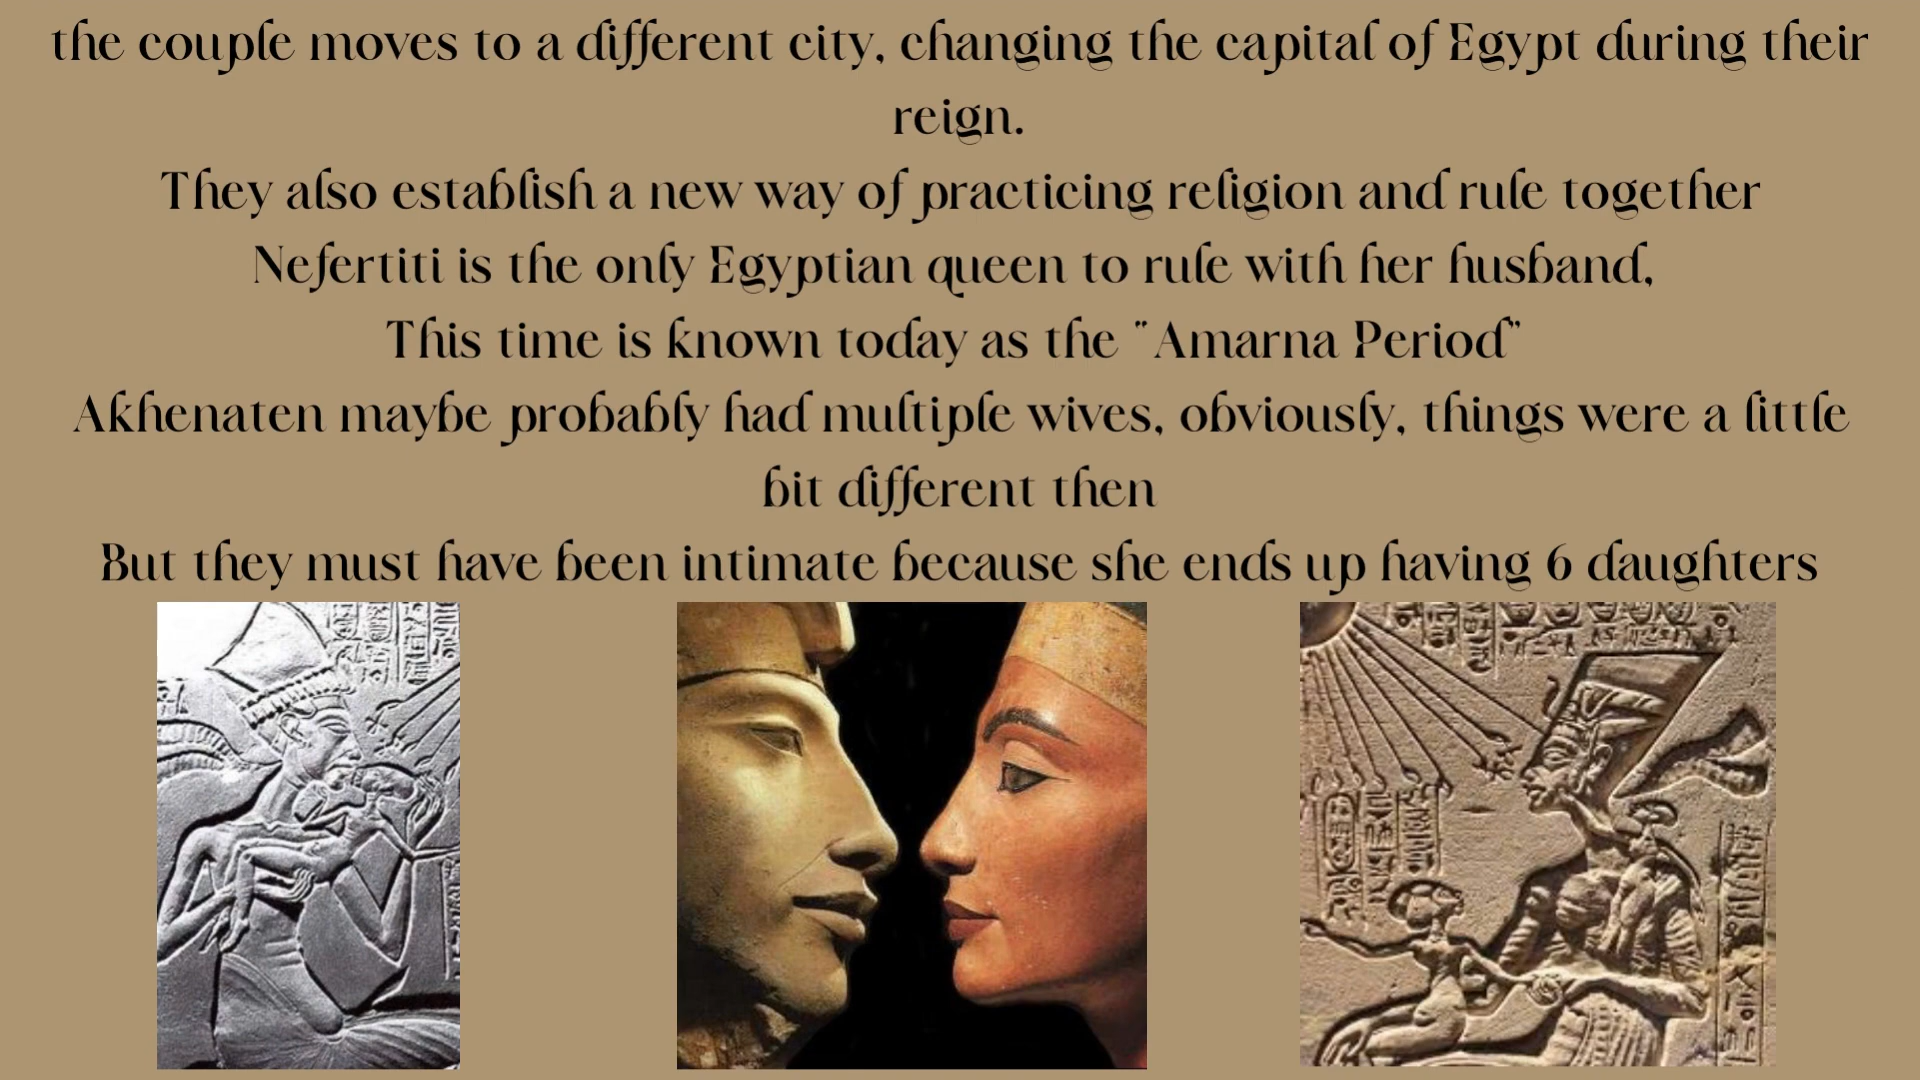 the couple moves to a different city, changing the capital of Egypt during their
reign.
They also establish a new way of practicing religion and rule together
Nefertiti is the only Egyptian queen to rule with her husband,
This time is known today as the "Amarna Period"
Akhenaten maybe probably had multiple wives, obviously, things were a little
bit different then
But they must have been intimate because she ends up having 6 daughters